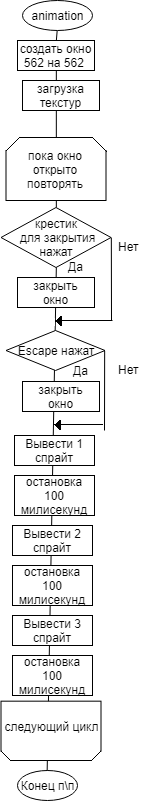 animation
создать окно
562 на 562
загрузка
текстур
пока окно
открыто
повторять
крестик
для закрытия
нажат
Нет
Да
закрыть
окно
Escape нажат
Нет
Да
закрыть
окно
Вывести 1
спрайт
остановка
100
милисекунд
Вывести 2
спрайт
остановка
100
милисекунд
Вывести 3
спрайт
остановка
100
милисекунд
следующий цикл
Конец п\п